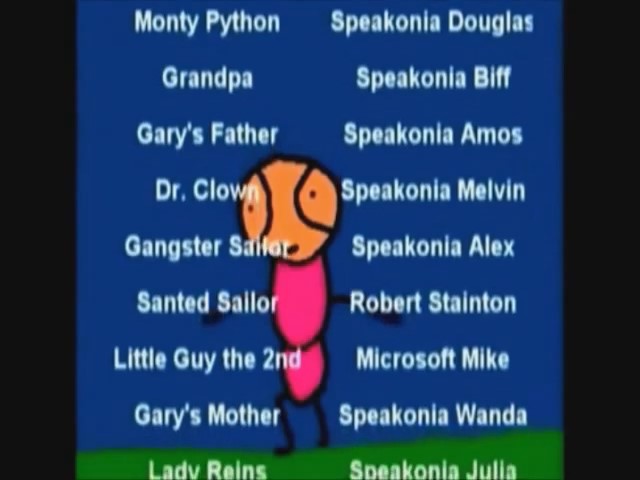 Monty Python Speakonia Douglas
Grandpa Speakonia Biff
Gary's Father Speakonia Amos
Dr. Clown Speakonia Melvin
Gangster Sailor Speakonia Alex
Santed Sailor Robert Stainton
Little Guy the 2nd Microsoft Mike
Gary's Mother Speakonia Wanda
Lady Reins Speakonia Julia